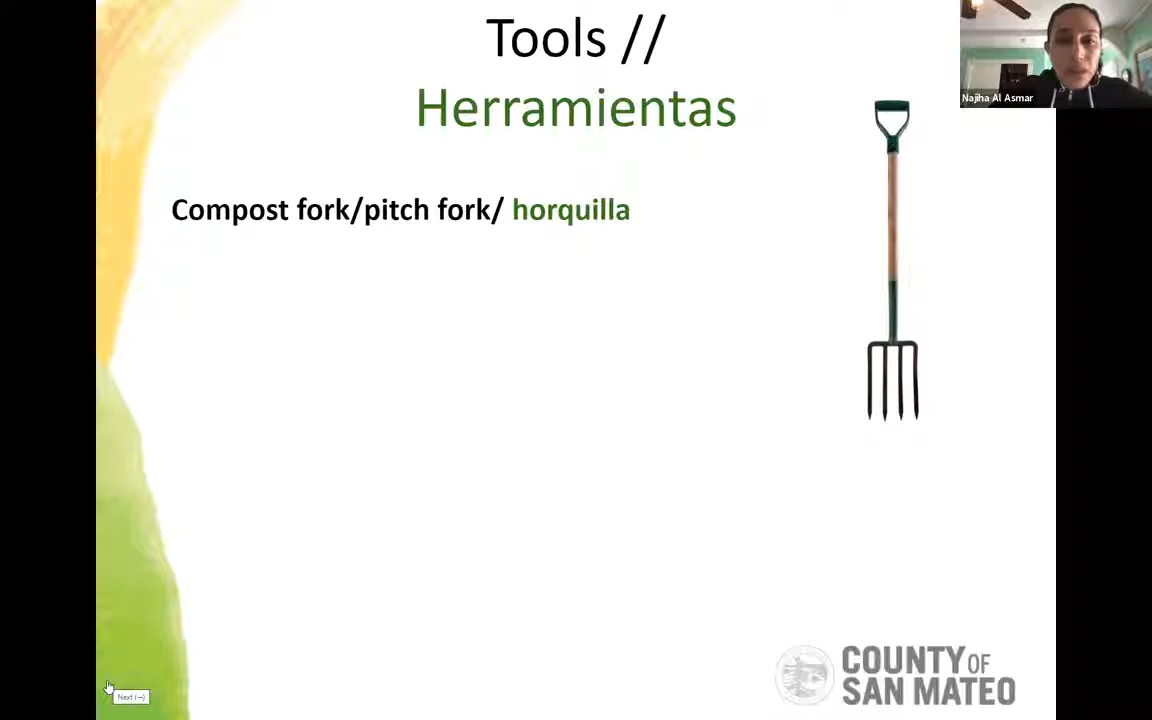 Tools //
Herramientas
Najiha Al Asmar
Compost fork/pitch fork/ horquilla
COUNTY OF
SAN MATEO